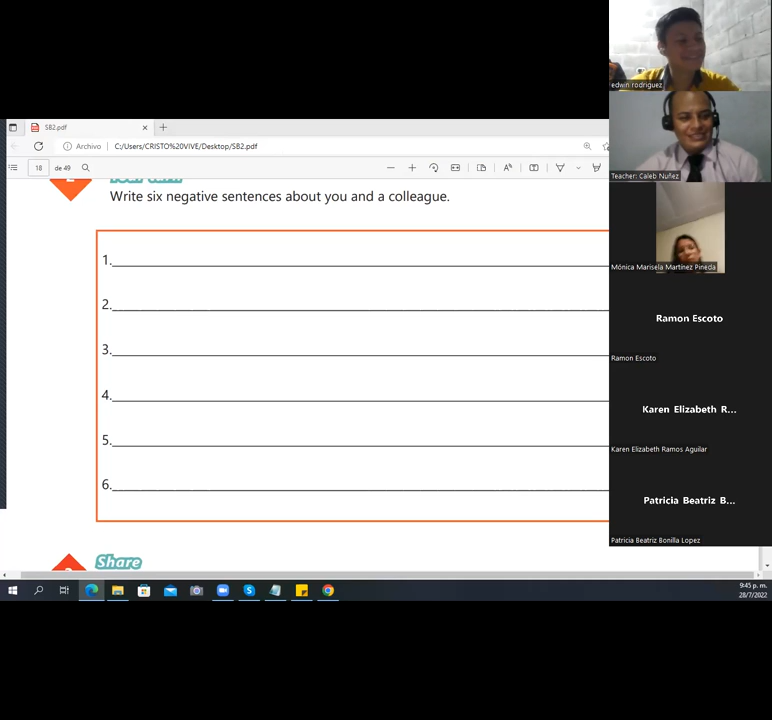 SB2.pdf
Archivo
C:/Users/CRISTO%20VIVE/Desktop/SB2.pdf
18 de 49
Write six negative sentences about you and a colleague.
1.
2.
3.
4.
5.
6.
Share
edwin rodriguez
Teacher: Caleb Nuñez
Mónica Marisela Martínez Pineda
Ramon Escoto
Ramon Escoto
Karen Elizabeth R...
Karen Elizabeth Ramos Aguilar
Patricia Beatriz B...
Patricia Beatriz Bonilla Lopez
9:45 p. m.
28/7/2022